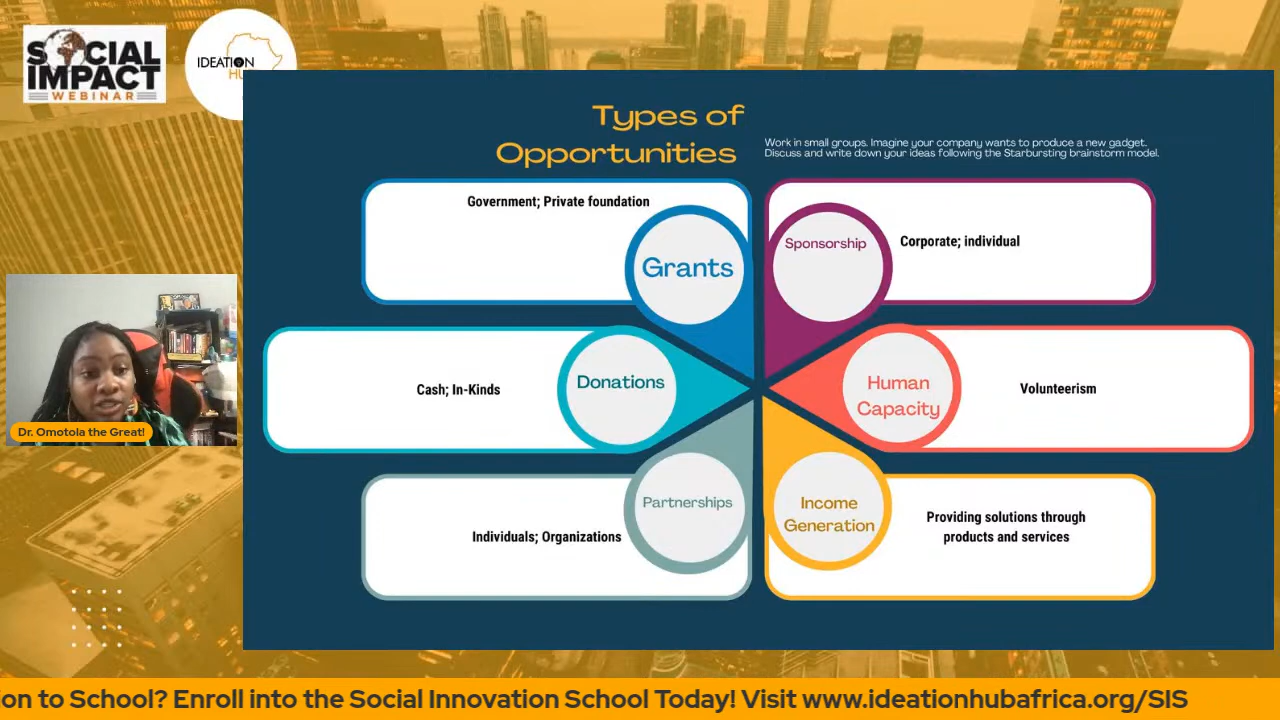 SOCIAL
IMPACT
WEBINAR
IDEATION
HU
Types of
Opportunities
Work in small groups. Imagine your company wants to produce a new gadget.
Discuss and write down your ideas following the Starbursting brainstorm model.
Government; Private foundation
Grants
Sponsorship
Corporate; individual
Cash; In-Kinds
Donations
Human
Capacity
Volunteerism
Individuals; Organizations
Partnerships
Income
Generation
Providing solutions through
products and services
Dr. Omotola the Great!
on to School? Enroll into the Social Innovation School Today! Visit www.ideationhubafrica.org/SIS